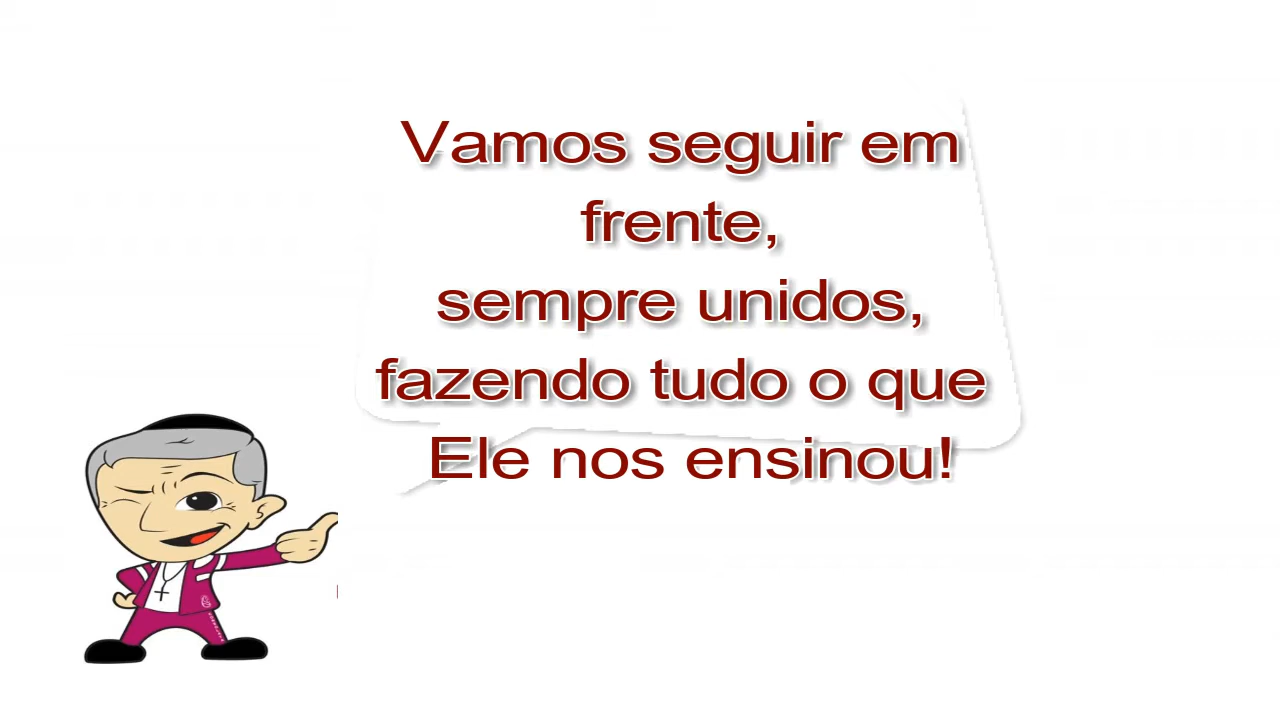 Vamos seguir em
frente,
sempre unidos,
fazendo tudo o que
Ele nos ensinou!